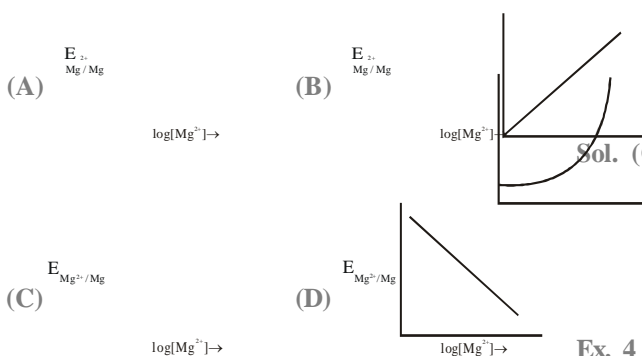 (A) E Mg²⁺/Mg
log[Mg²⁺]→
(B) E Mg²⁺/Mg
log[Mg²⁺]→
Sol. (
(C) E Mg²⁺/Mg
log[Mg²⁺]→
(D) E Mg²⁺/Mg
log[Mg²⁺]→
Ex. 4